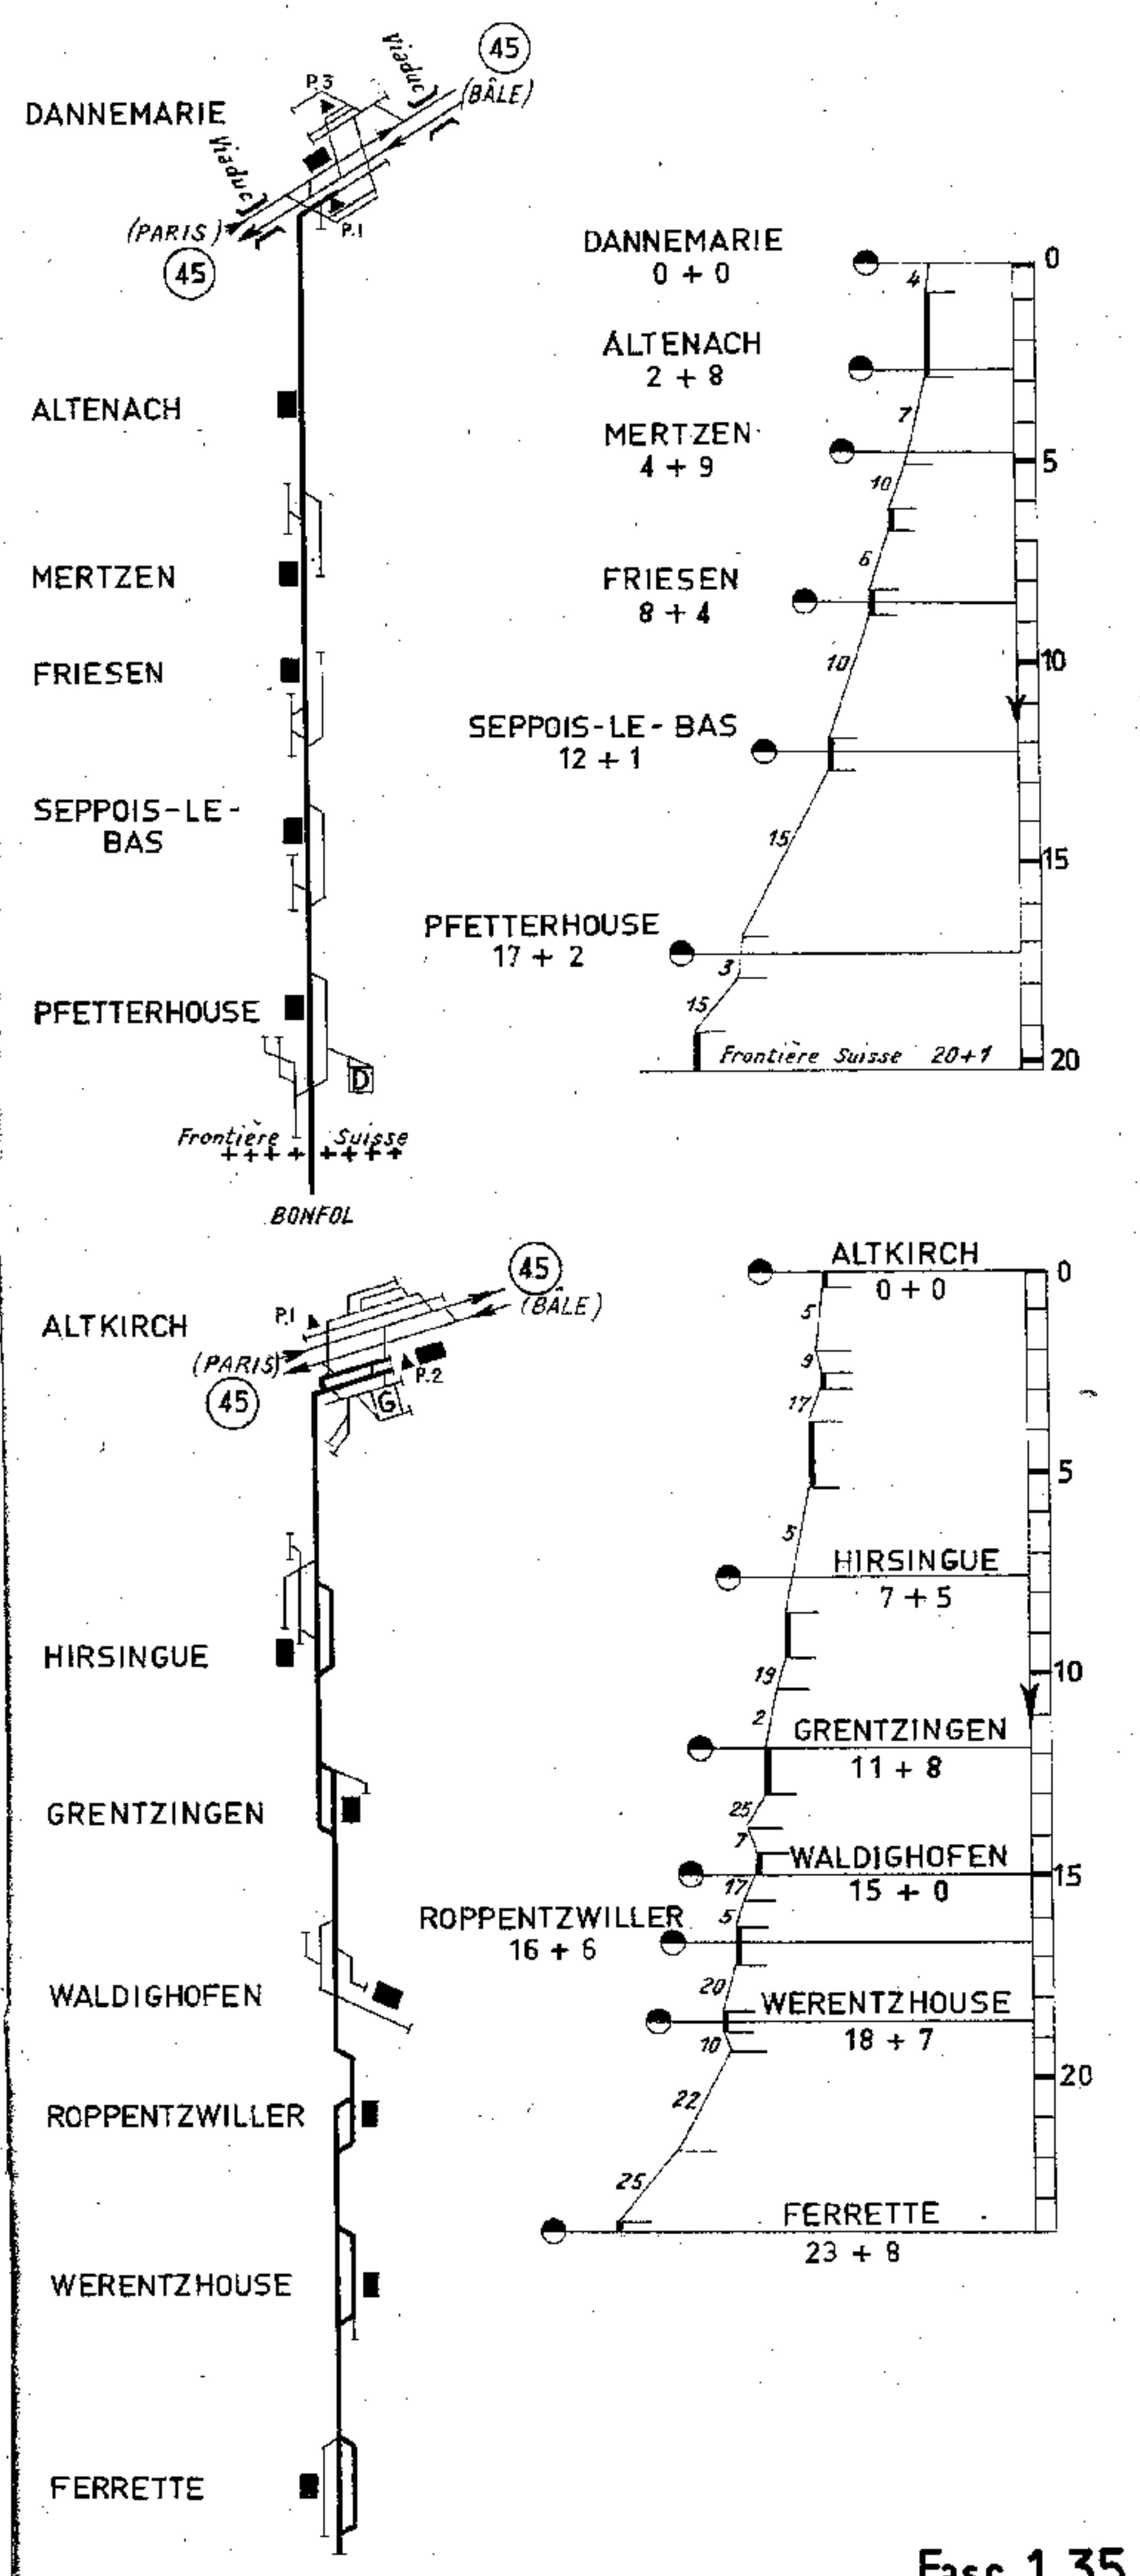 45
(BÂLE)
Viaduc
P.3
DANNEMARIE
Viaduc
(PARIS)
45
P.1
ALTENACH
MERTZEN
FRIESEN
SEPPOIS-LE-
BAS
PFETTERHOUSE
D
Frontière Suisse
++++ ++++
BONFOL
DANNEMARIE
0 + 0
0
4
ALTENACH
2 + 8
7
MERTZEN
4 + 9
5
10
6
FRIESEN
8 + 4
10
10
SEPPOIS-LE-BAS
12 + 1
15
15
PFETTERHOUSE
17 + 2
3
15
Frontière Suisse 20+1
20
45
(BÂLE)
P.1
ALTKIRCH
(PARIS)
P.2
45
G
HIRSINGUE
GRENTZINGEN
WALDIGHOFEN
ROPPENTZWILLER
WERENTZHOUSE
FERRETTE
ALTKIRCH
0 + 0
0
5
9
17
5
5
HIRSINGUE
7 + 5
10
19
2
GRENTZINGEN
11 + 8
25
7
WALDIGHOFEN
15 + 0
15
17
5
ROPPENTZWILLER
16 + 6
20
WERENTZHOUSE
18 + 7
10
20
22
25
FERRETTE
23 + 8
Fasc 1.35